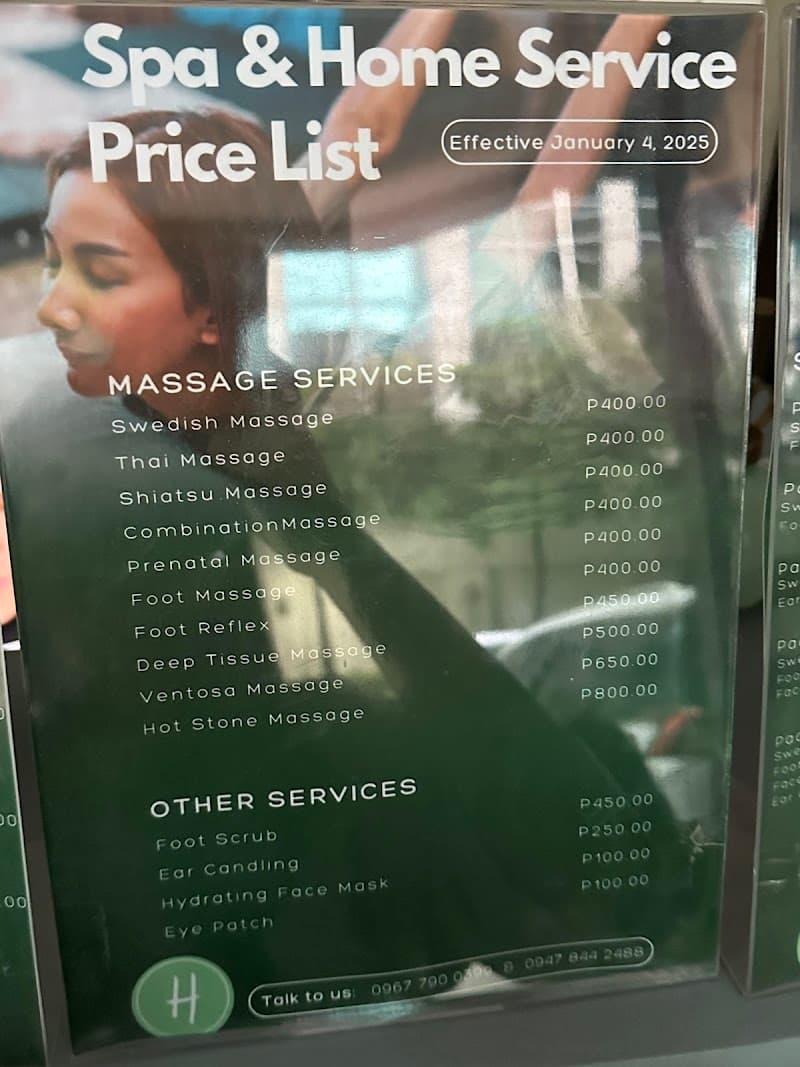 Spa & Home Service
Price List
Effective January 4, 2025
MASSAGE SERVICES
Swedish Massage P400.00
Thai Massage P400.00
Shiatsu Massage P400.00
CombinationMassage P400.00
Prenatal Massage P400.00
Foot Massage P400.00
Foot Reflex P450.00
Deep Tissue Massage P500.00
Ventosa Massage P650.00
Hot Stone Massage P800.00
OTHER SERVICES
Foot Scrub P450.00
Ear Candling P250.00
Hydrating Face Mask P100.00
Eye Patch P100.00
H
Talk to us: 0967 790 & 0947 844 2488